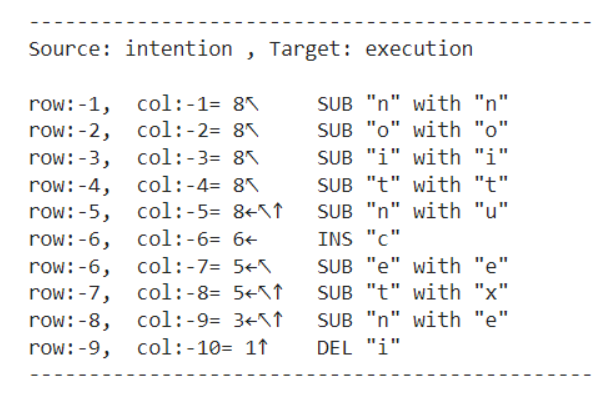 ------------------------------------------------
Source: intention , Target: execution
row:-1,  col:-1= 8↖     SUB "n" with "n"
row:-2,  col:-2= 8↖     SUB "o" with "o"
row:-3,  col:-3= 8↖     SUB "i" with "i"
row:-4,  col:-4= 8↖     SUB "t" with "t"
row:-5,  col:-5= 8←↖↑   SUB "n" with "u"
row:-6,  col:-6= 6←     INS "c"
row:-6,  col:-7= 5←↖    SUB "e" with "e"
row:-7,  col:-8= 5←↖↑   SUB "t" with "x"
row:-8,  col:-9= 3←↖↑   SUB "n" with "e"
row:-9,  col:-10= 1↑    DEL "i"
------------------------------------------------